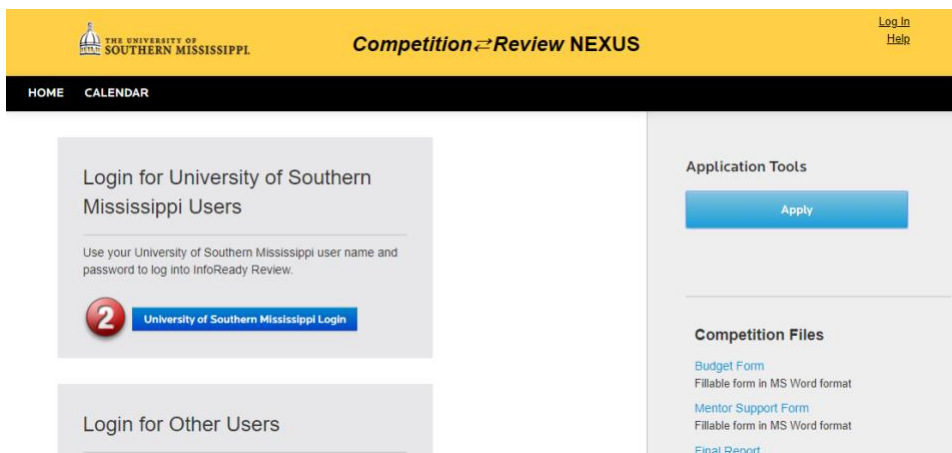 THE UNIVERSITY OF
SOUTHERN MISSISSIPPI.
Competition⇄Review NEXUS
Log In
Help
HOME CALENDAR
Login for University of Southern
Mississippi Users
Use your University of Southern Mississippi user name and
password to log into InfoReady Review.
2
University of Southern Mississippi Login
Login for Other Users
Application Tools
Apply
Competition Files
Budget Form
Fillable form in MS Word format
Mentor Support Form
Fillable form in MS Word format
Final Report